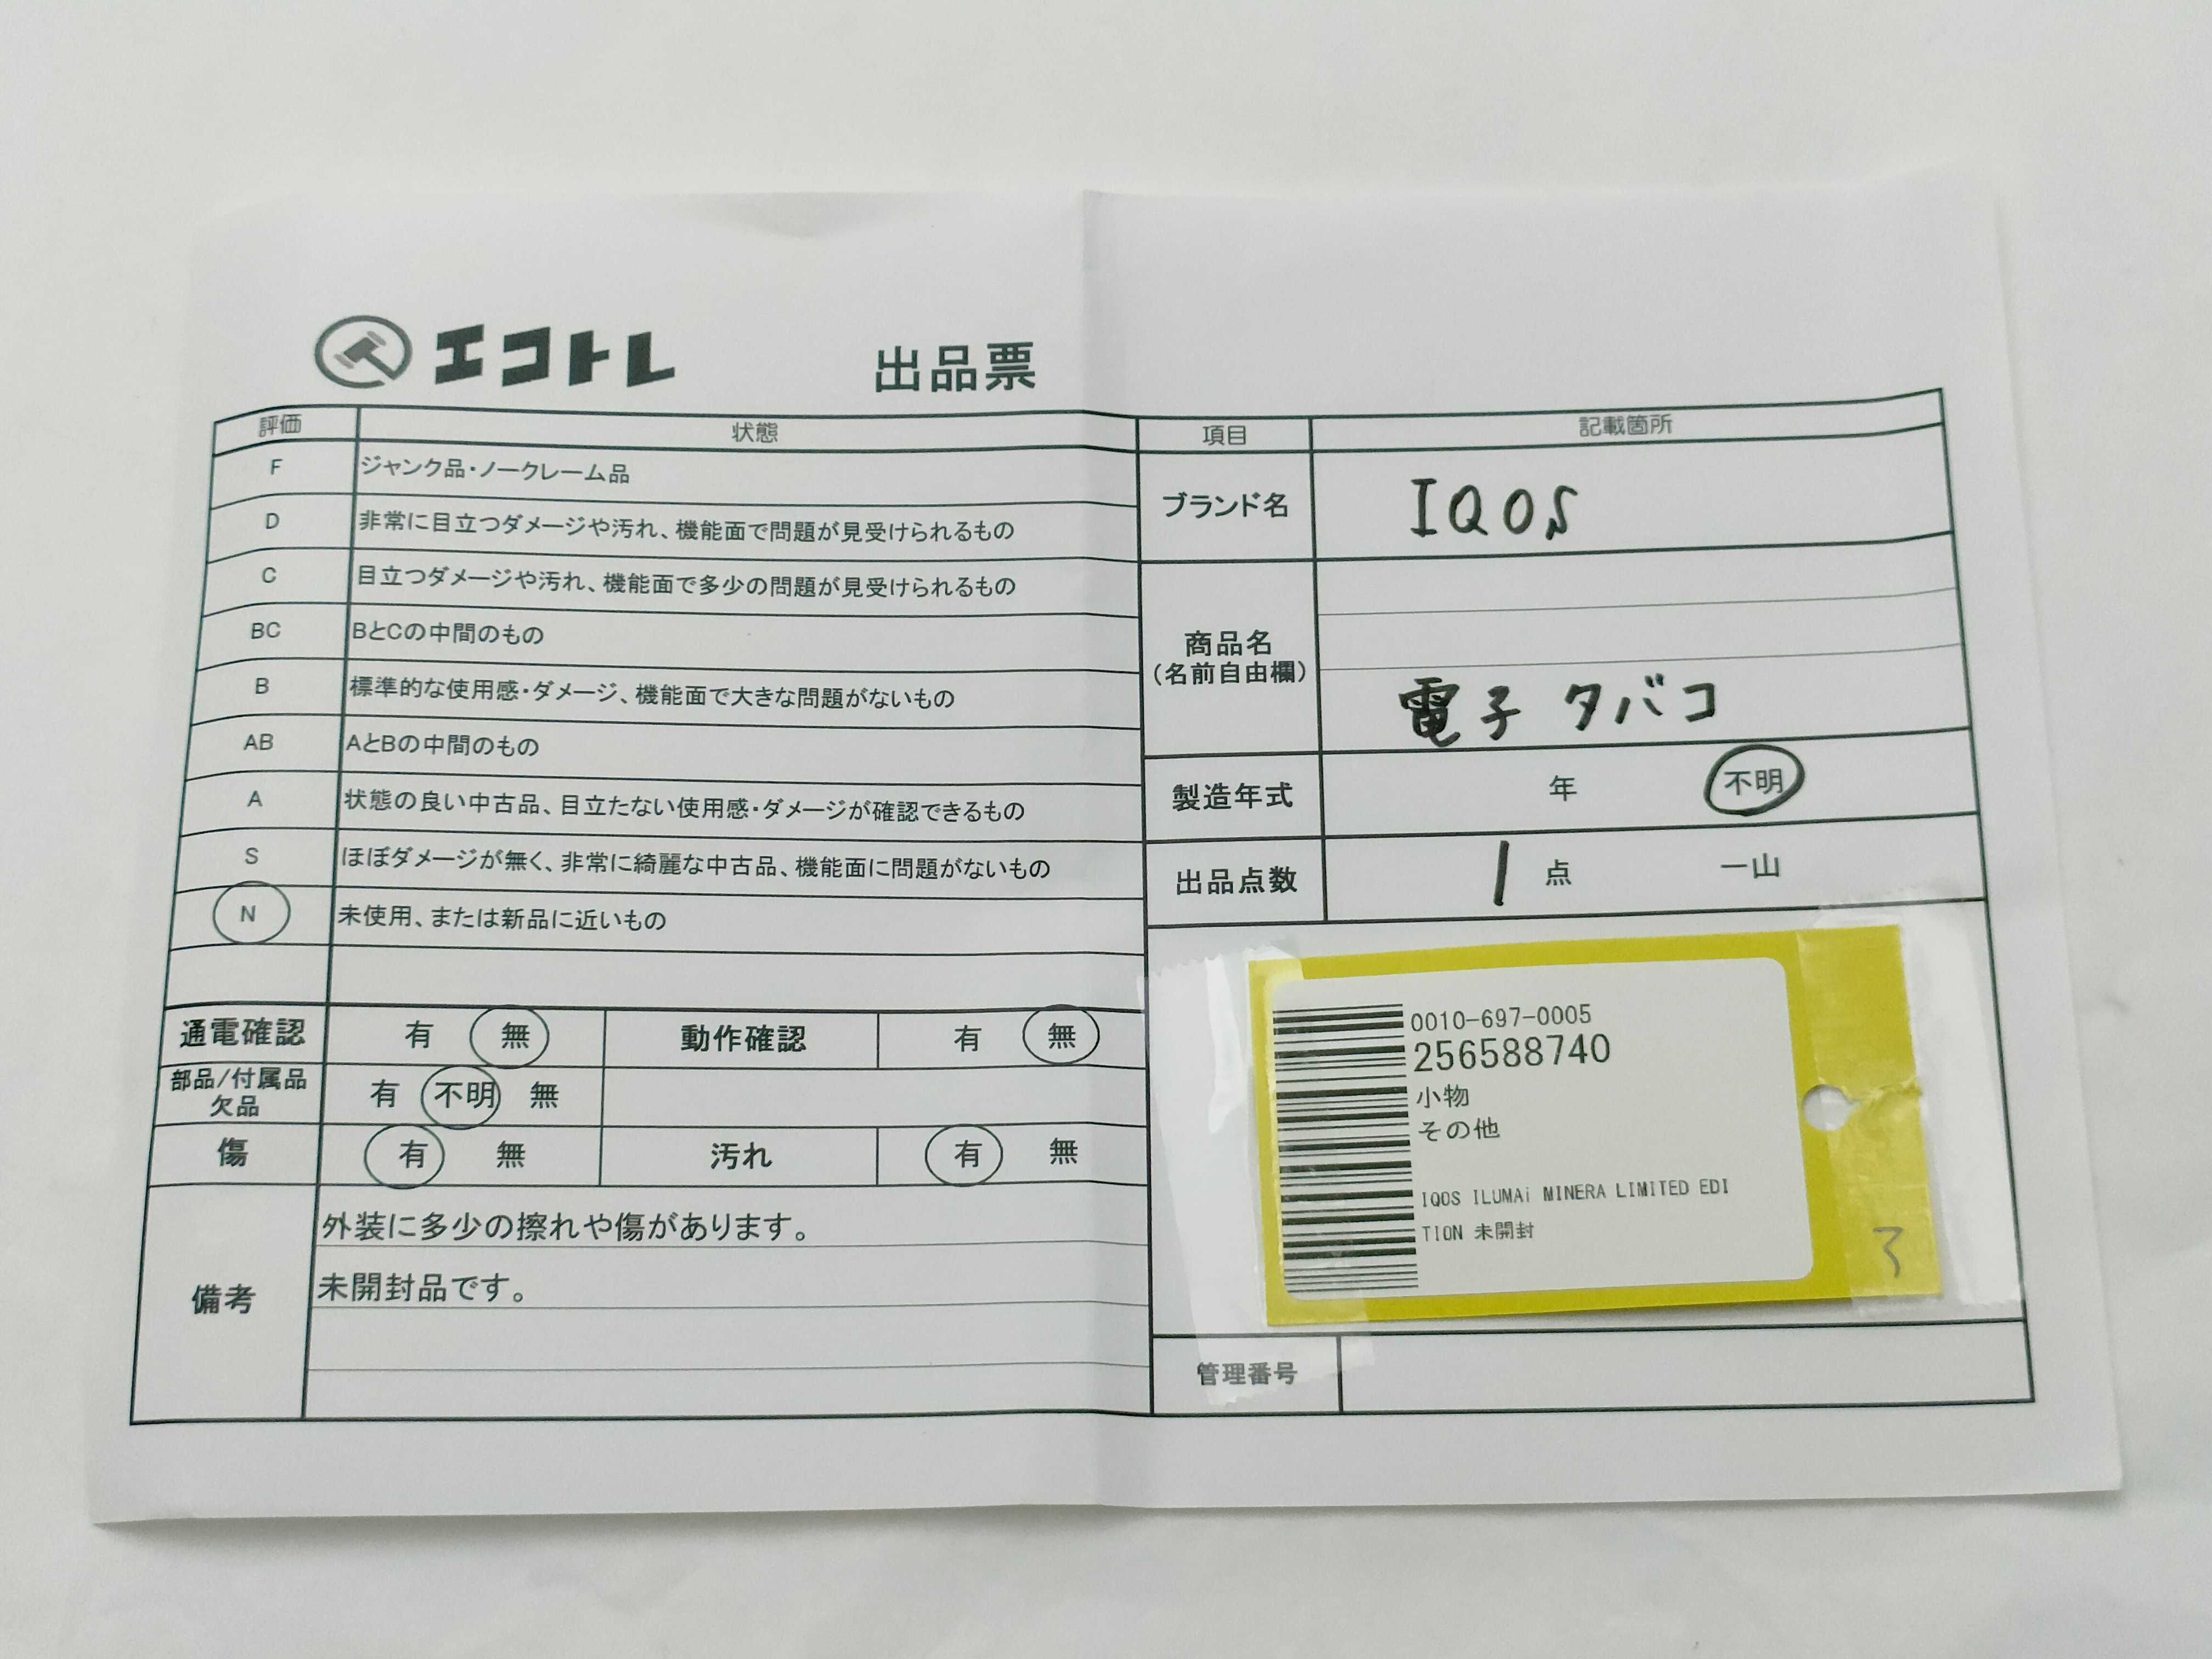 エコトレ 出品票
評価 状態
F ジャンク品・ノークレーム品
D 非常に目立つダメージや汚れ、機能面で問題が見受けられるもの
C 目立つダメージや汚れ、機能面で多少の問題が見受けられるもの
BC BとCの中間のもの
B 標準的な使用感・ダメージ、機能面で大きな問題がないもの
AB AとBの中間のもの
A 状態の良い中古品、目立たない使用感・ダメージが確認できるもの
S ほぼダメージが無く、非常に綺麗な中古品、機能面に問題がないもの
N 未使用、または新品に近いもの
通電確認 有 無 動作確認 有 無
部品/付属品
欠品
有 不明 無
傷 有 無 汚れ 有 無
備考
外装に多少の擦れや傷があります。
未開封品です。
項目 記載箇所
ブランド名 IQOS
商品名
(名前自由欄)
電子タバコ
製造年式 年 不明
出品点数 1 点 一山
0010-697-0005
256588740
小物
その他
IQOS ILUMAi MINERA LIMITED EDI
TION 未開封
3
管理番号